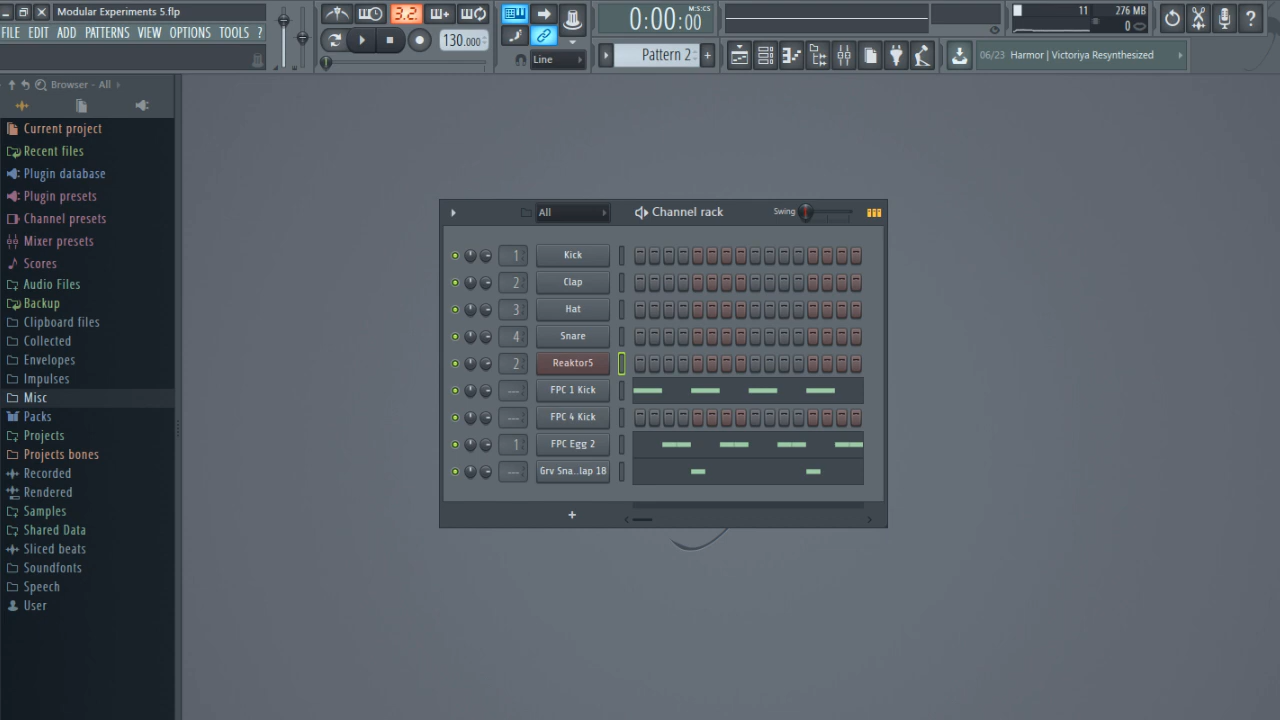 Modular Experiments 5.flp
FILE EDIT ADD PATTERNS VIEW OPTIONS TOOLS ?
3.2
130.000
0:00:00
M:S:CS
Line
Pattern 2
+
11
276 MB
0
?
06/23 Harmor | Victoriya Resynthesized
Browser - All
Current project
Recent files
Plugin database
Plugin presets
Channel presets
Mixer presets
Scores
Audio Files
Backup
Clipboard files
Collected
Envelopes
Impulses
Misc
Packs
Projects
Projects bones
Recorded
Rendered
Samples
Shared Data
Sliced beats
Soundfonts
Speech
User
All
Channel rack
Swing
1 Kick
2 Clap
3 Hat
4 Snare
2 Reaktor5
--- FPC 1 Kick
--- FPC 4 Kick
1 FPC Egg 2
--- Grv Sna..lap 18
+